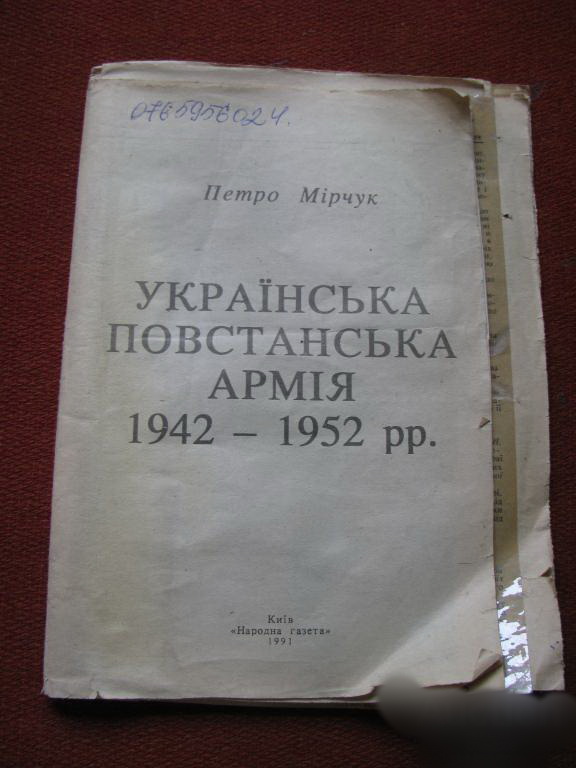 0765956024.
Петро Мірчук
УКРАЇНСЬКА
ПОВСТАНСЬКА
АРМІЯ
1942 – 1952 рр.
Київ
«Народна газета»
1991